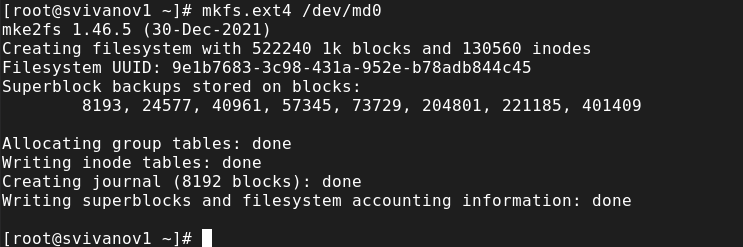 [root@svivanov1 ~]# mkfs.ext4 /dev/md0
mke2fs 1.46.5 (30-Dec-2021)
Creating filesystem with 522240 1k blocks and 130560 inodes
Filesystem UUID: 9e1b7683-3c98-431a-952e-b78adb844c45
Superblock backups stored on blocks:
        8193, 24577, 40961, 57345, 73729, 204801, 221185, 401409

Allocating group tables: done
Writing inode tables: done
Creating journal (8192 blocks): done
Writing superblocks and filesystem accounting information: done

[root@svivanov1 ~]#